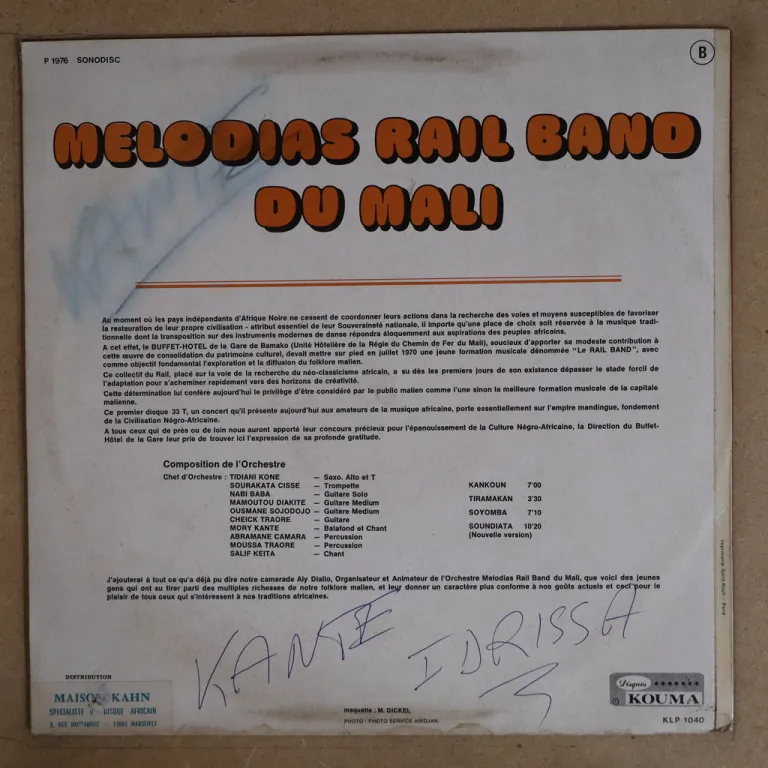 P 1976 SONODISC
B
MELODIAS RAIL BAND
DU MALI
KANTE
Au moment où les pays indépendants d'Afrique Noire ne cessent de coordonner leurs actions dans la recherche des voies et moyens susceptibles de favoriser
la restauration de leur propre civilisation - attribut essentiel de leur Souveraineté nationale, il importe qu'une place de choix soit réservée à la musique tradi-
tionnelle dont la transposition sur des instruments modernes de danse répondra éloquemment aux aspirations des peuples africains.
A cet effet, le BUFFET-HOTEL de la Gare de Bamako (Unité Hôtelière de la Régie du Chemin de Fer du Mali), soucieux d'apporter sa modeste contribution à
cette œuvre de consolidation du patrimoine culturel, devait mettre sur pied en juillet 1970 une jeune formation musicale dénommée "Le RAIL BAND", avec
comme objectif fondamental l'exploration et la diffusion du folklore malien.
Ce collectif du Rail, placé sur la voie de la recherche du néo-classicisme africain, a su dès les premiers jours de son existence dépasser le stade forcil de
l'adaptation pour s'acheminer rapidement vers des horizons de créativité.
Cette détermination lui confère aujourd'hui le privilège d'être considéré par le public malien comme l'une sinon la meilleure formation musicale de la capitale
malienne.
Ce premier disque 33 T, un concert qu'il présente aujourd'hui aux amateurs de la musique africaine, porte essentiellement sur l'empire mandingue, fondement
de la Civilisation Négro-Africaine.
A tous ceux qui de près ou de loin nous auront apporté leur concours précieux pour l'épanouissement de la Culture Négro-Africaine, la Direction du Buffet-
Hôtel de la Gare leur prie de trouver ici l'expression de sa profonde gratitude.
Composition de l'Orchestre
Chef d'Orchestre : TIDIANI KONE — Saxo. Alto et T
SOURAKATA CISSE — Trompette
NABI BABA — Guitare Solo
MAMOUTOU DIAKITE — Guitare Medium
OUSMANE SOJODOJO — Guitare Medium
CHEICK TRAORE — Guitare
MORY KANTE — Balafond et Chant
ABRAMANE CAMARA — Percussion
MOUSSA TRAORE — Percussion
SALIF KEITA — Chant
KANKOUN 7'00
TIRAMAKAN 3'30
SOYOMBA 7'10
SOUNDIATA 10'20
(Nouvelle version)
J'ajouterai à tout ce qu'a déjà pu dire notre camarade Aly Diallo, Organisateur et Animateur de l'Orchestre Melodias Rail Band du Mali, que voici des jeunes
gens qui ont su tirer parti des multiples richesses de notre folklore malien, et leur donner un caractère plus conforme à nos goûts actuels et ceci pour le
plaisir de tous ceux qui s'intéressent à nos traditions africaines.
KANTE IDRISSA
DISTRIBUTION
MAISON KAHN
SPECIALISTE DISQUE AFRICAIN
MARSEILLE
maquette : M. DICKEL
PHOTO : PHOTO SERVICE ABIDJAN
Disques
KOUMA
KLP 1040
Imprimerie Saint-Roch - Paris